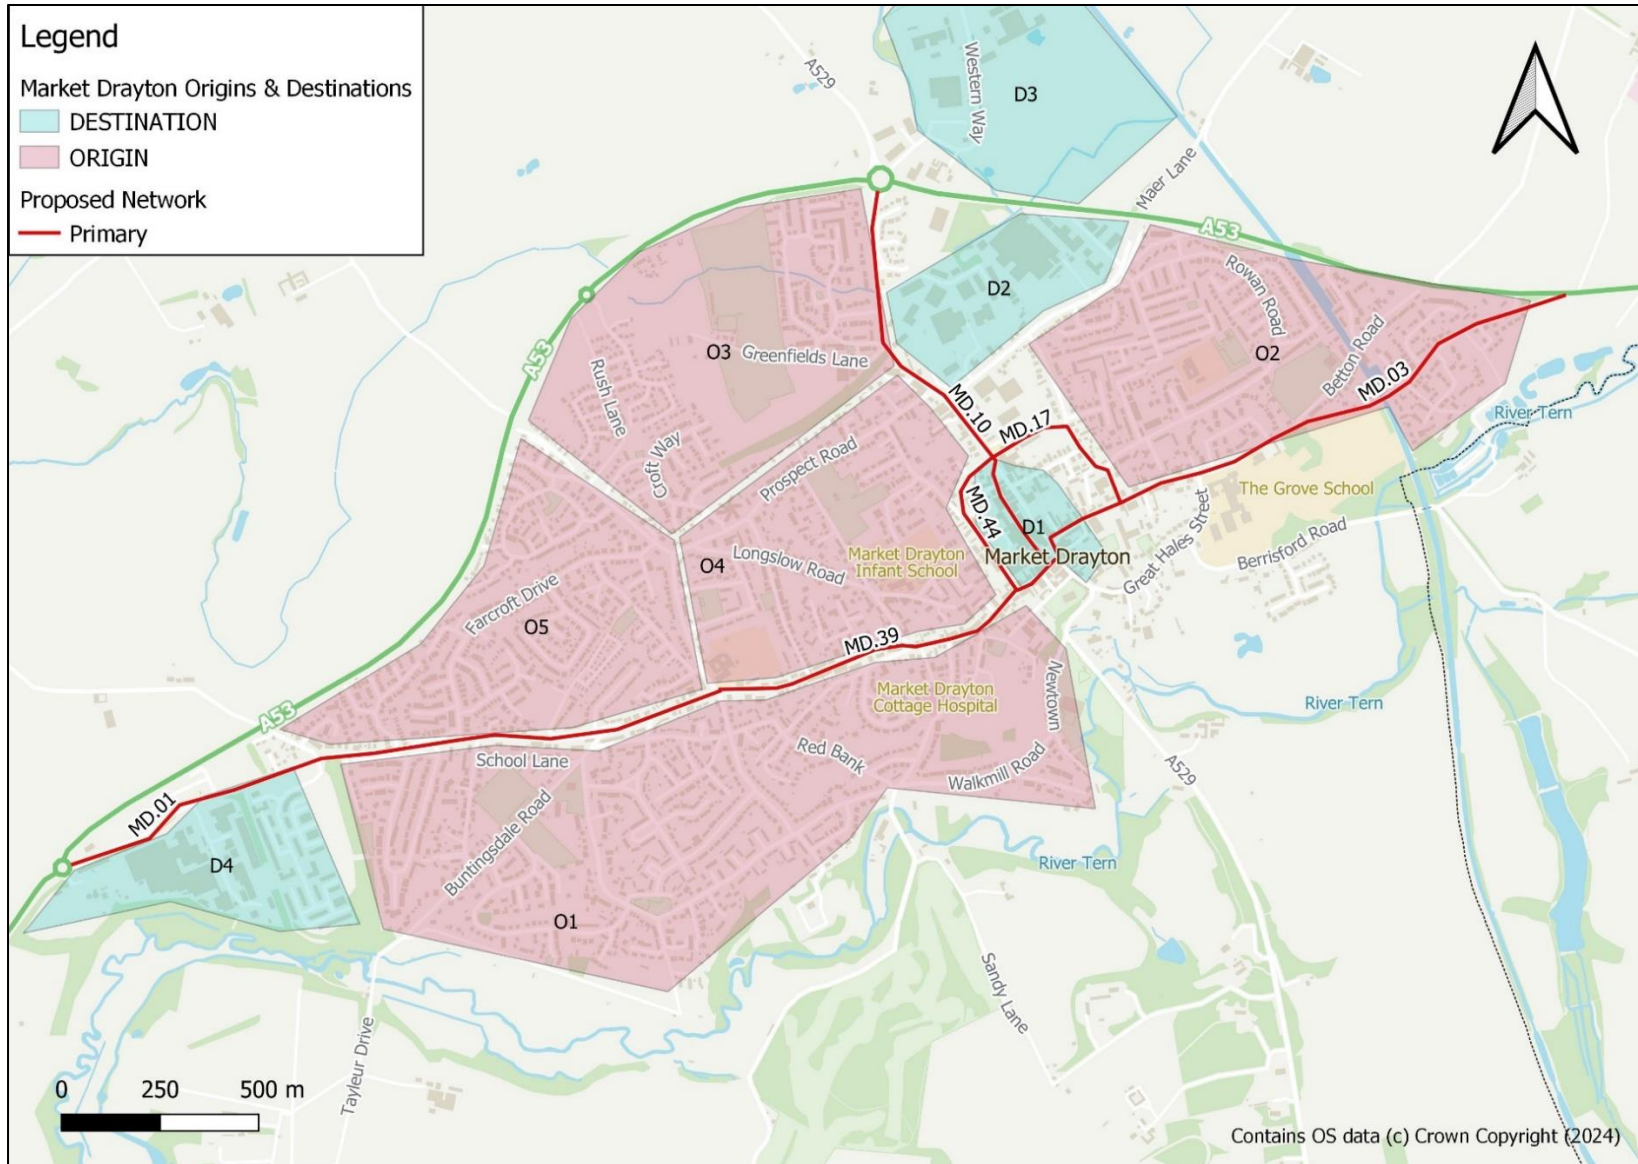 Legend
Market Drayton Origins & Destinations
DESTINATION
ORIGIN
Proposed Network
Primary
A529
Western Way
D3
Maer Lane
A53
D2
Rowan Road
O3
Greenfields Lane
O2
Betton Road
A53
Rush Lane
MD.03
MD.10
River Tern
MD.17
Croft Way
Prospect Road
The Grove School
MD.44
D1
Great Hales Street
Berrisford Road
Market Drayton
Longslow Road
Market Drayton
Infant School
O4
Farcroft Drive
O5
MD.39
Market Drayton
Cottage Hospital
Newtown
River Tern
A53
School Lane
Red Bank
Walkmill Road
A529
MD.01
Buntingsdale Road
D4
River Tern
O1
Sandy Lane
Tayleur Drive
0 250 500 m
Contains OS data (c) Crown Copyright (2024)